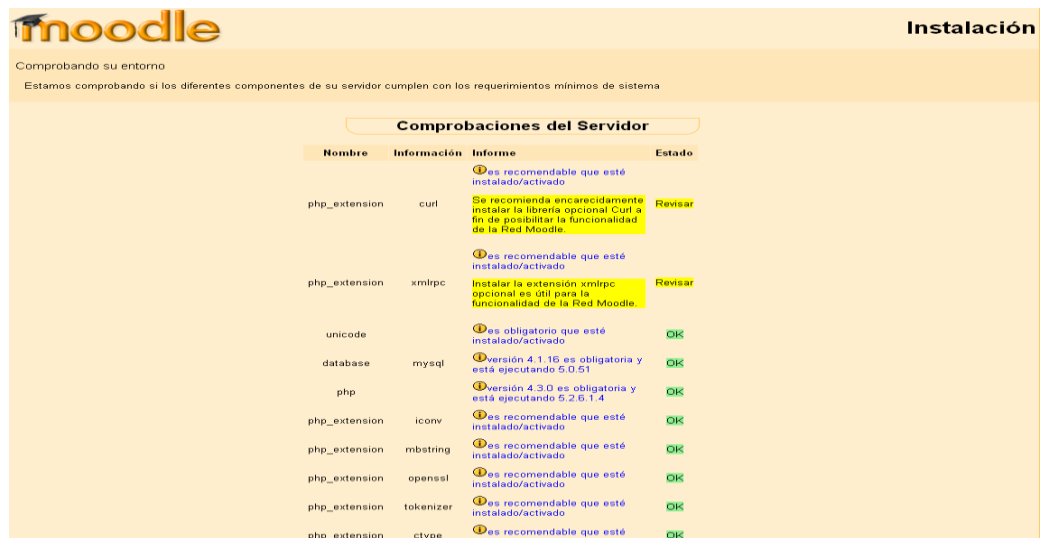 moodle
Instalación
Comprobando su entorno
Estamos comprobando si los diferentes componentes de su servidor cumplen con los requerimientos mínimos de sistema
Comprobaciones del Servidor
Nombre Información Informe Estado
es recomendable que esté
instalado/activado
php_extension curl Se recomienda encarecidamente Revisar
instalar la librería opcional Curl a
fin de posibilitar la funcionalidad
de la Red Moodle.
es recomendable que esté
instalado/activado
php_extension xmlrpc Instalar la extensión xmlrpc Revisar
opcional es útil para la
funcionalidad de la Red Moodle.
unicode es obligatorio que esté OK
instalado/activado
database mysql versión 4.1.16 es obligatoria y OK
está ejecutando 5.0.51
php versión 4.3.0 es obligatoria y OK
está ejecutando 5.2.6.1.4
php_extension iconv es recomendable que esté OK
instalado/activado
php_extension mbstring es recomendable que esté OK
instalado/activado
php_extension openssl es recomendable que esté OK
instalado/activado
php_extension tokenizer es recomendable que esté OK
instalado/activado
php_extension ctype es recomendable que esté OK